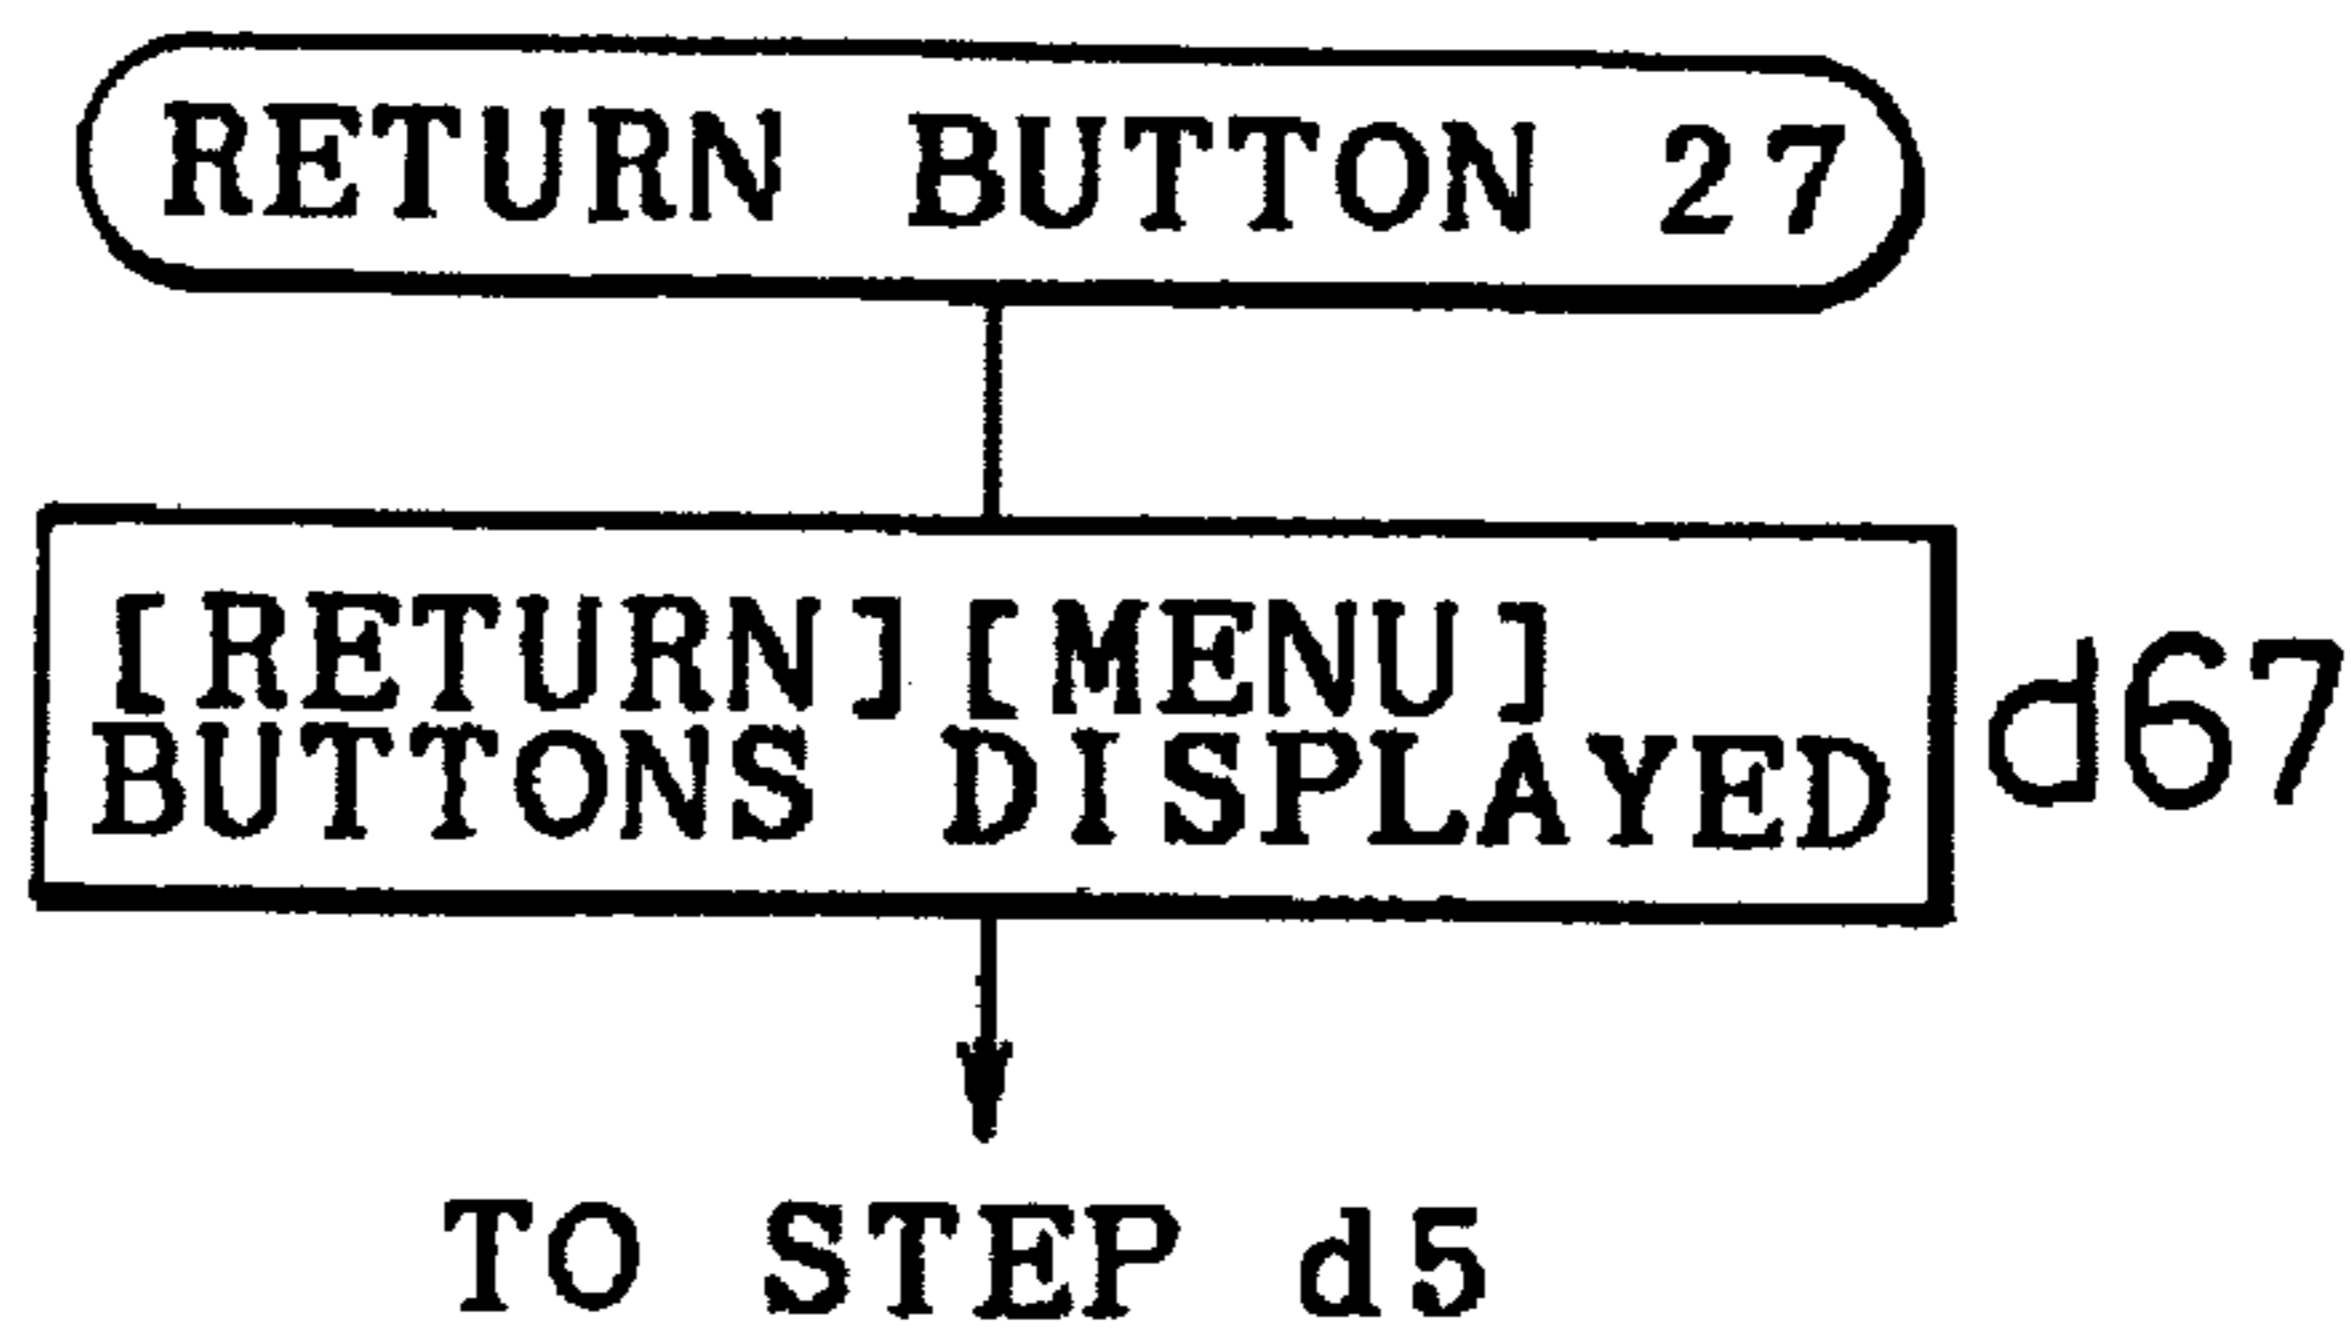 RETURN BUTTON 27
[RETURN][MENU]
BUTTONS DISPLAYED
d67
TO STEP d5